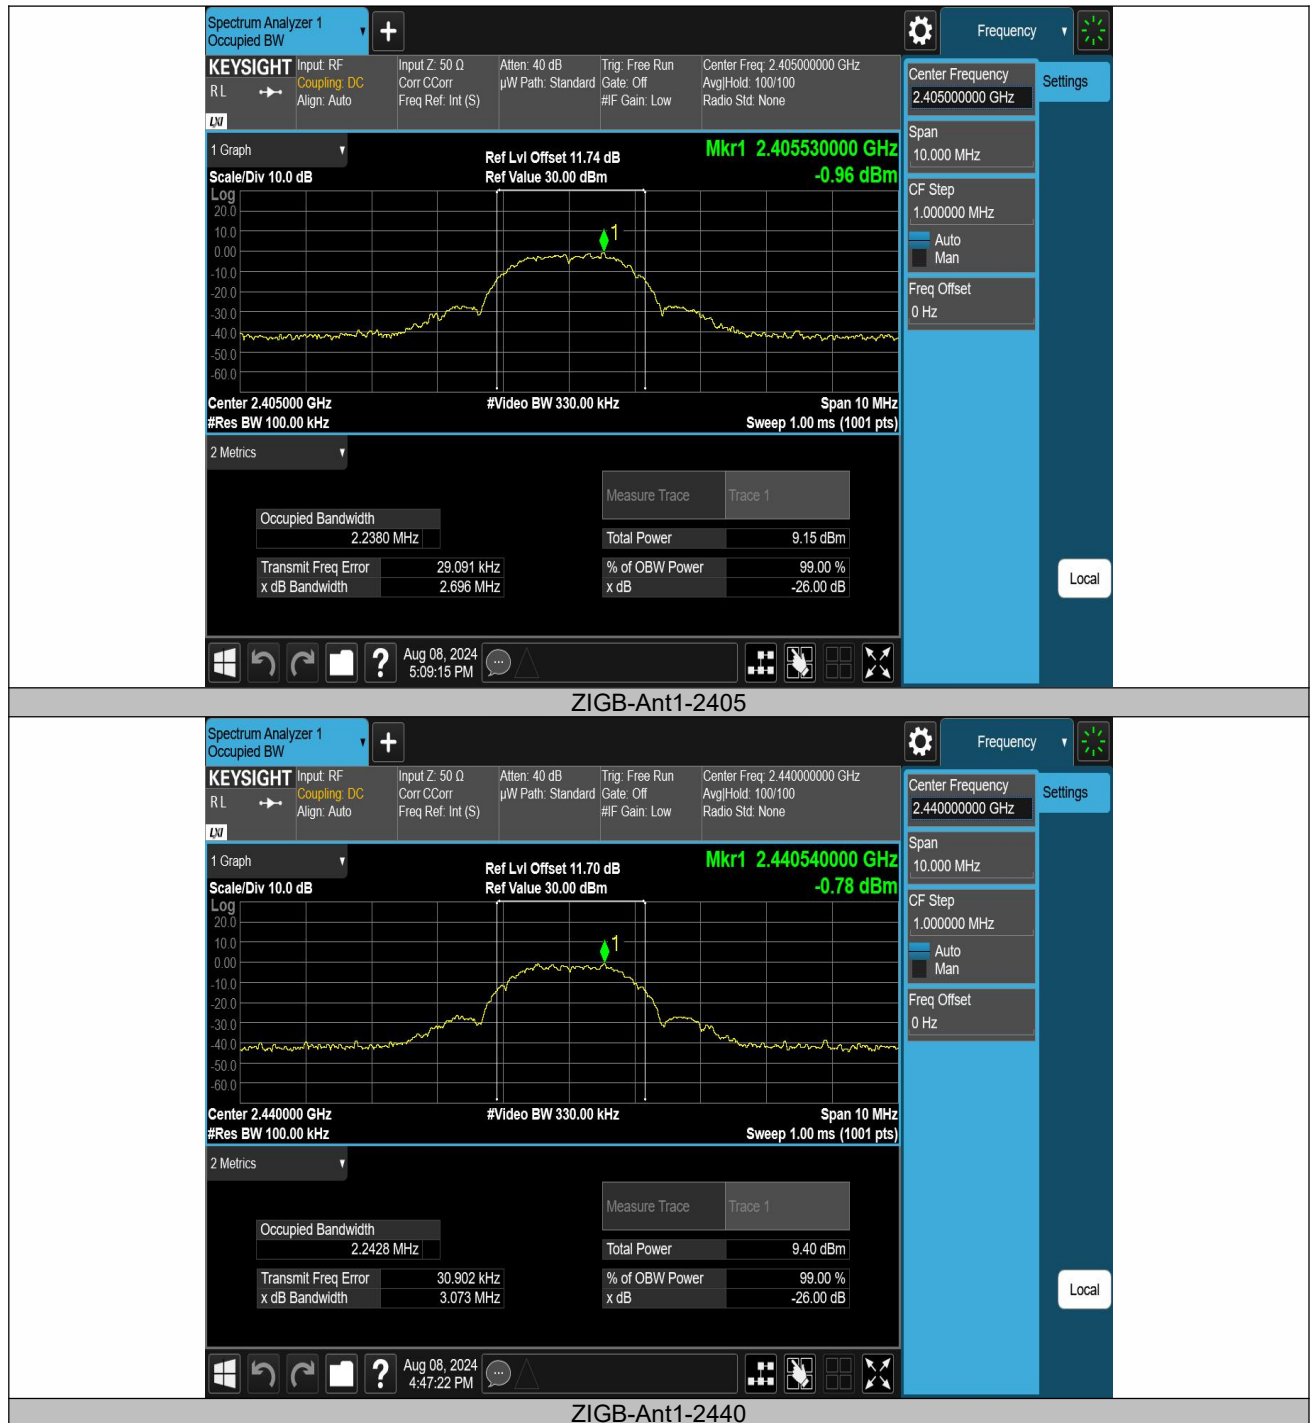 Spectrum Analyzer 1
Occupied BW
+
Frequency
KEYSIGHT
RL
LXI
Input: RF
Coupling: DC
Align: Auto
Input Z: 50 Ω
Corr CCorr
Freq Ref: Int (S)
Atten: 40 dB
µW Path: Standard
Trig: Free Run
Gate: Off
#IF Gain: Low
Center Freq: 2.405000000 GHz
Avg|Hold: 100/100
Radio Std: None
Center Frequency
2.405000000 GHz
Settings
Span
10.000 MHz
CF Step
1.000000 MHz
Auto
Man
Freq Offset
0 Hz
Local
1 Graph
Scale/Div 10.0 dB
Ref Lvl Offset 11.74 dB
Ref Value 30.00 dBm
Mkr1 2.405530000 GHz
-0.96 dBm
Log
20.0
10.0
0.00
-10.0
-20.0
-30.0
-40.0
-50.0
-60.0
1
Center 2.405000 GHz
#Video BW 330.00 kHz
Span 10 MHz
#Res BW 100.00 kHz
Sweep 1.00 ms (1001 pts)
2 Metrics
Measure Trace
Trace 1
Occupied Bandwidth
2.2380 MHz
Total Power
9.15 dBm
Transmit Freq Error
29.091 kHz
% of OBW Power
99.00 %
x dB Bandwidth
2.696 MHz
x dB
-26.00 dB
?
Aug 08, 2024
5:09:15 PM
ZIGB-Ant1-2405
Spectrum Analyzer 1
Occupied BW
+
Frequency
KEYSIGHT
RL
LXI
Input: RF
Coupling: DC
Align: Auto
Input Z: 50 Ω
Corr CCorr
Freq Ref: Int (S)
Atten: 40 dB
µW Path: Standard
Trig: Free Run
Gate: Off
#IF Gain: Low
Center Freq: 2.440000000 GHz
Avg|Hold: 100/100
Radio Std: None
Center Frequency
2.440000000 GHz
Settings
Span
10.000 MHz
CF Step
1.000000 MHz
Auto
Man
Freq Offset
0 Hz
Local
1 Graph
Scale/Div 10.0 dB
Ref Lvl Offset 11.70 dB
Ref Value 30.00 dBm
Mkr1 2.440540000 GHz
-0.78 dBm
Log
20.0
10.0
0.00
-10.0
-20.0
-30.0
-40.0
-50.0
-60.0
1
Center 2.440000 GHz
#Video BW 330.00 kHz
Span 10 MHz
#Res BW 100.00 kHz
Sweep 1.00 ms (1001 pts)
2 Metrics
Measure Trace
Trace 1
Occupied Bandwidth
2.2428 MHz
Total Power
9.40 dBm
Transmit Freq Error
30.902 kHz
% of OBW Power
99.00 %
x dB Bandwidth
3.073 MHz
x dB
-26.00 dB
?
Aug 08, 2024
4:47:22 PM
ZIGB-Ant1-2440